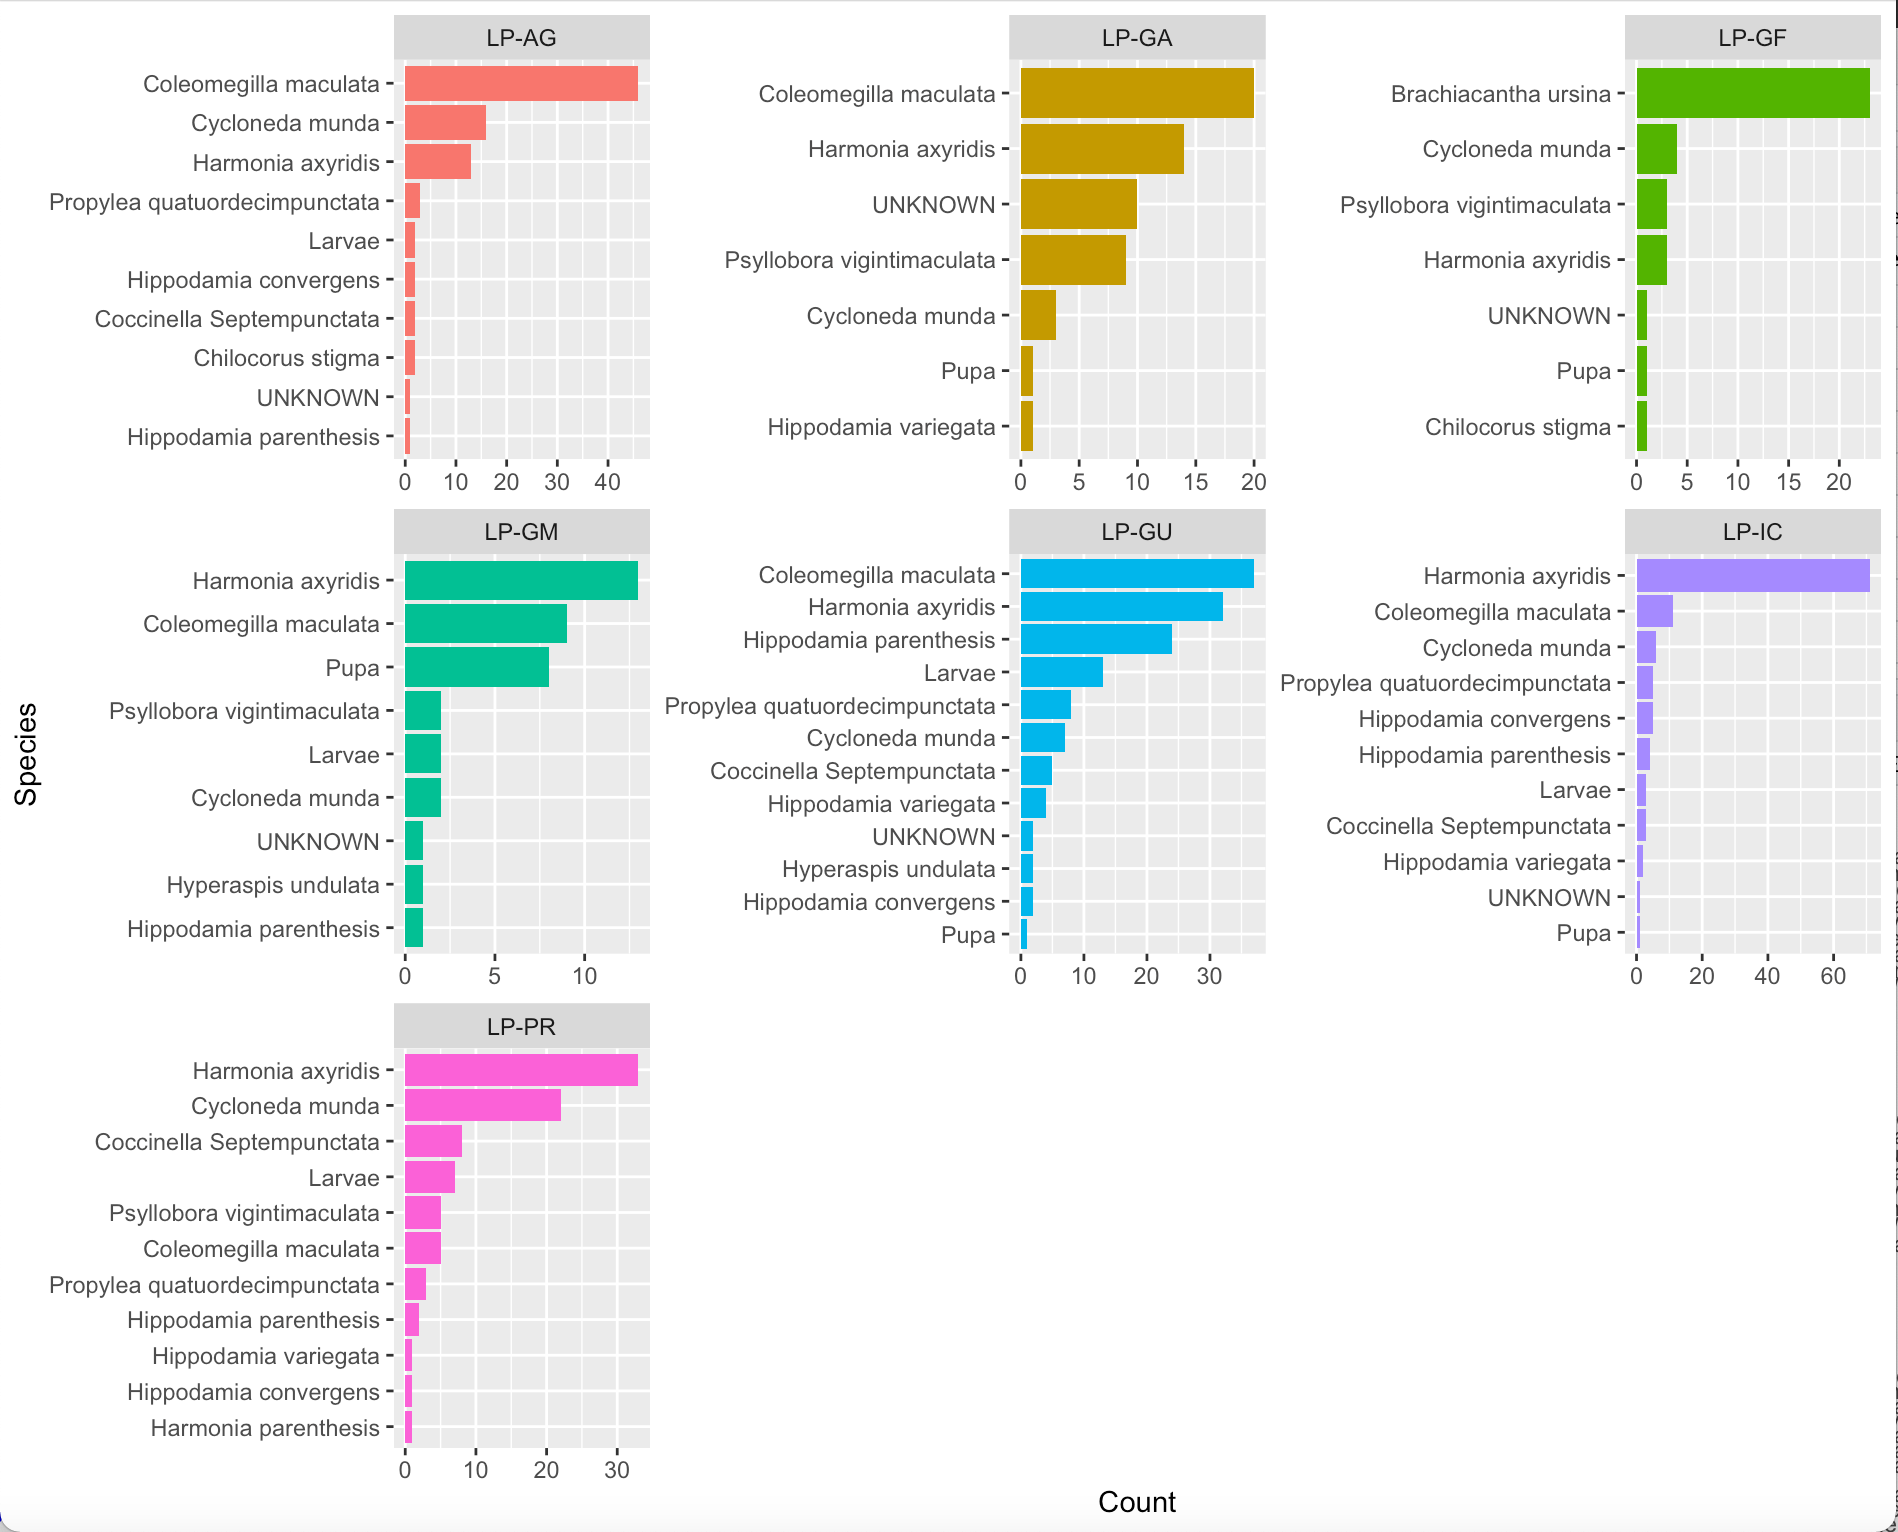 LP-AG
Coleomegilla maculata
Cycloneda munda
Harmonia axyridis
Propylea quatuordecimpunctata
Larvae
Hippodamia convergens
Coccinella Septempunctata
Chilocorus stigma
UNKNOWN
Hippodamia parenthesis
0 10 20 30 40
LP-GA
Coleomegilla maculata
Harmonia axyridis
UNKNOWN
Psyllobora vigintimaculata
Cycloneda munda
Pupa
Hippodamia variegata
0 5 10 15 20
LP-GF
Brachiacantha ursina
Cycloneda munda
Psyllobora vigintimaculata
Harmonia axyridis
UNKNOWN
Pupa
Chilocorus stigma
0 5 10 15 20
LP-GM
Harmonia axyridis
Coleomegilla maculata
Pupa
Psyllobora vigintimaculata
Larvae
Cycloneda munda
UNKNOWN
Hyperaspis undulata
Hippodamia parenthesis
0 5 10
LP-GU
Coleomegilla maculata
Harmonia axyridis
Hippodamia parenthesis
Larvae
Propylea quatuordecimpunctata
Cycloneda munda
Coccinella Septempunctata
Hippodamia variegata
UNKNOWN
Hyperaspis undulata
Hippodamia convergens
Pupa
0 10 20 30
LP-IC
Harmonia axyridis
Coleomegilla maculata
Cycloneda munda
Propylea quatuordecimpunctata
Hippodamia convergens
Hippodamia parenthesis
Larvae
Coccinella Septempunctata
Hippodamia variegata
UNKNOWN
Pupa
0 20 40 60
LP-PR
Harmonia axyridis
Cycloneda munda
Coccinella Septempunctata
Larvae
Psyllobora vigintimaculata
Coleomegilla maculata
Propylea quatuordecimpunctata
Hippodamia parenthesis
Hippodamia variegata
Hippodamia convergens
Harmonia parenthesis
0 10 20 30
Species
Count